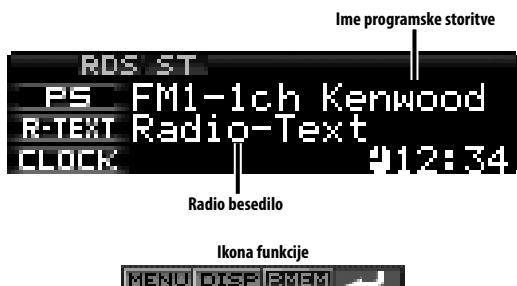 Ime programske storitve
RDS ST
PS FM1-1ch Kenwood
R-TEXT Radio-Text
CLOCK 12:34
Radio besedilo
Ikona funkcije
MENU DISP PMEM